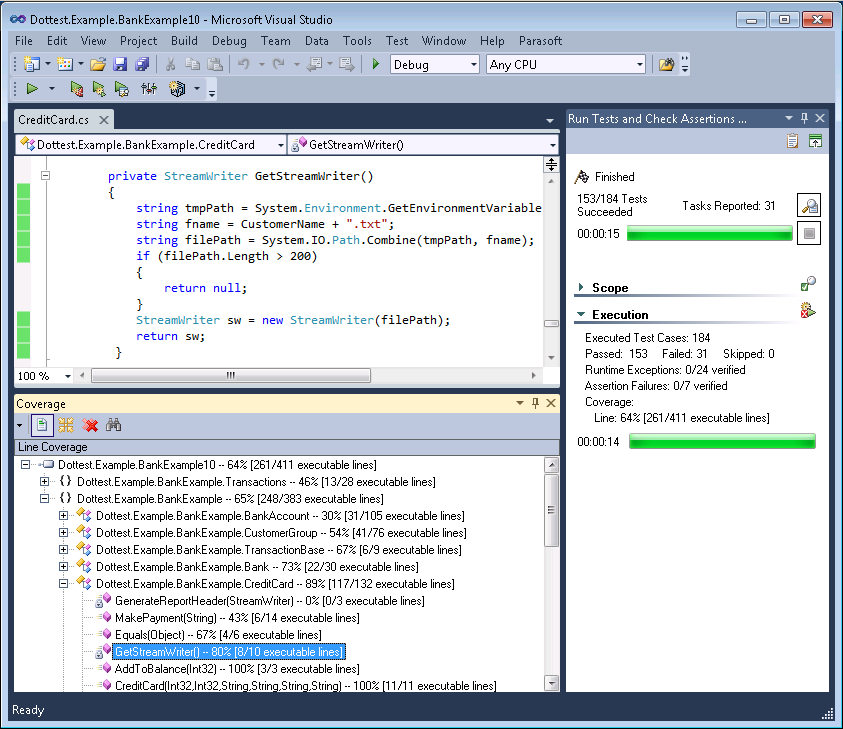 Dottest.Example.BankExample10 - Microsoft Visual Studio
File Edit View Project Build Debug Team Data Tools Test Window Help Parasoft
Debug Any CPU
CreditCard.cs
Dottest.Example.BankExample.CreditCard GetStreamWriter()
private StreamWriter GetStreamWriter()
{
string tmpPath = System.Environment.GetEnvironmentVariable
string fname = CustomerName + ".txt";
string filePath = System.IO.Path.Combine(tmpPath, fname);
if (filePath.Length > 200)
{
return null;
}
StreamWriter sw = new StreamWriter(filePath);
return sw;
}
100 %
Coverage
Line Coverage
Dottest.Example.BankExample10 -- 64% [261/411 executable lines]
{} Dottest.Example.BankExample.Transactions -- 46% [13/28 executable lines]
{} Dottest.Example.BankExample -- 65% [248/383 executable lines]
Dottest.Example.BankExample.BankAccount -- 30% [31/105 executable lines]
Dottest.Example.BankExample.CustomerGroup -- 54% [41/76 executable lines]
Dottest.Example.BankExample.TransactionBase -- 67% [6/9 executable lines]
Dottest.Example.BankExample.Bank -- 73% [22/30 executable lines]
Dottest.Example.BankExample.CreditCard -- 89% [117/132 executable lines]
GenerateReportHeader(StreamWriter) -- 0% [0/3 executable lines]
MakePayment(String) -- 43% [6/14 executable lines]
Equals(Object) -- 67% [4/6 executable lines]
GetStreamWriter() -- 80% [8/10 executable lines]
AddToBalance(Int32) -- 100% [3/3 executable lines]
CreditCard(Int32,Int32,String,String,String,String) -- 100% [11/11 executable lines]
Run Tests and Check Assertions ...
Finished
153/184 Tests
Succeeded
Tasks Reported: 31
00:00:15
Scope
Execution
Executed Test Cases: 184
Passed: 153 Failed: 31 Skipped: 0
Runtime Exceptions: 0/24 verified
Assertion Failures: 0/7 verified
Coverage:
Line: 64% [261/411 executable lines]
00:00:14
Ready